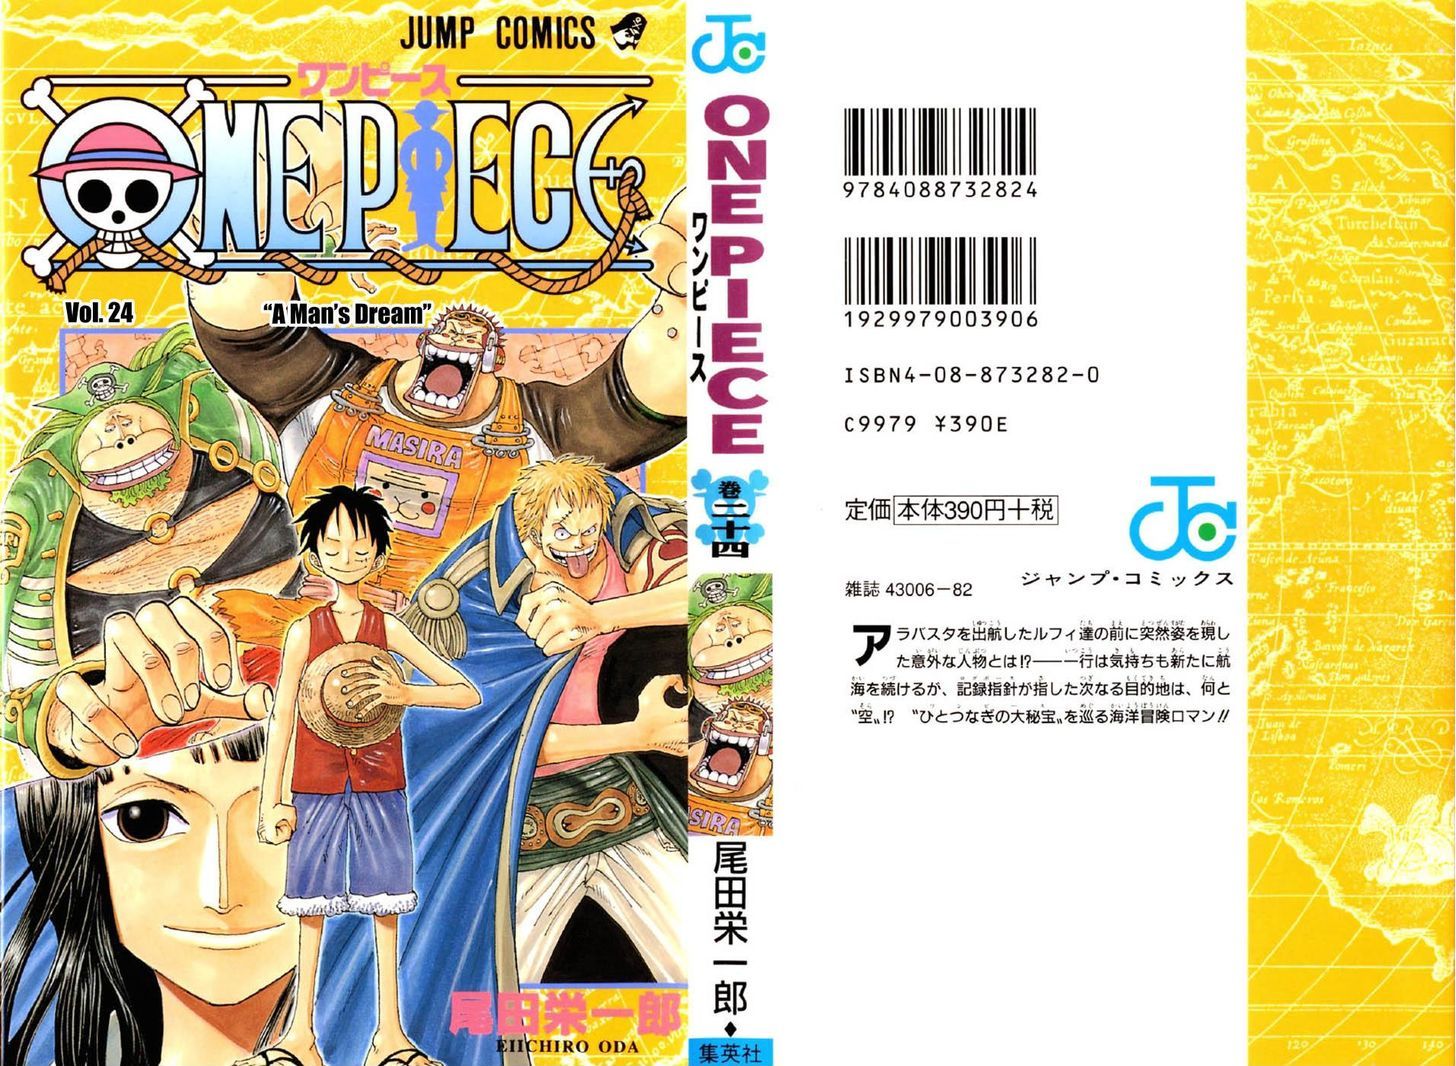 JUMP COMICS
ワンピース
ONE PIECE
Vol. 24
“A Man's Dream”
MASIRA
尾田栄一郎
EIICHIRO ODA
JC
ONE PIECE
ワンピース
巻二十四
MASIRA
尾田栄一郎
集英社
9784088732824
1929979003906
ISBN4-08-873282-0
C9979 ¥390E
定価 本体390円+税
JC
ジャンプ・コミックス
雑誌 43006-82
アラバスタを出航したルフィ達の前に突然姿を現し
た意外な人物とは!?――一行は気持ちも新たに航
海を続けるが、記録指針が指した次なる目的地は、何と
〝空〟!? 〝ひとつなぎの大秘宝〟を巡る海洋冒険ロマン!!